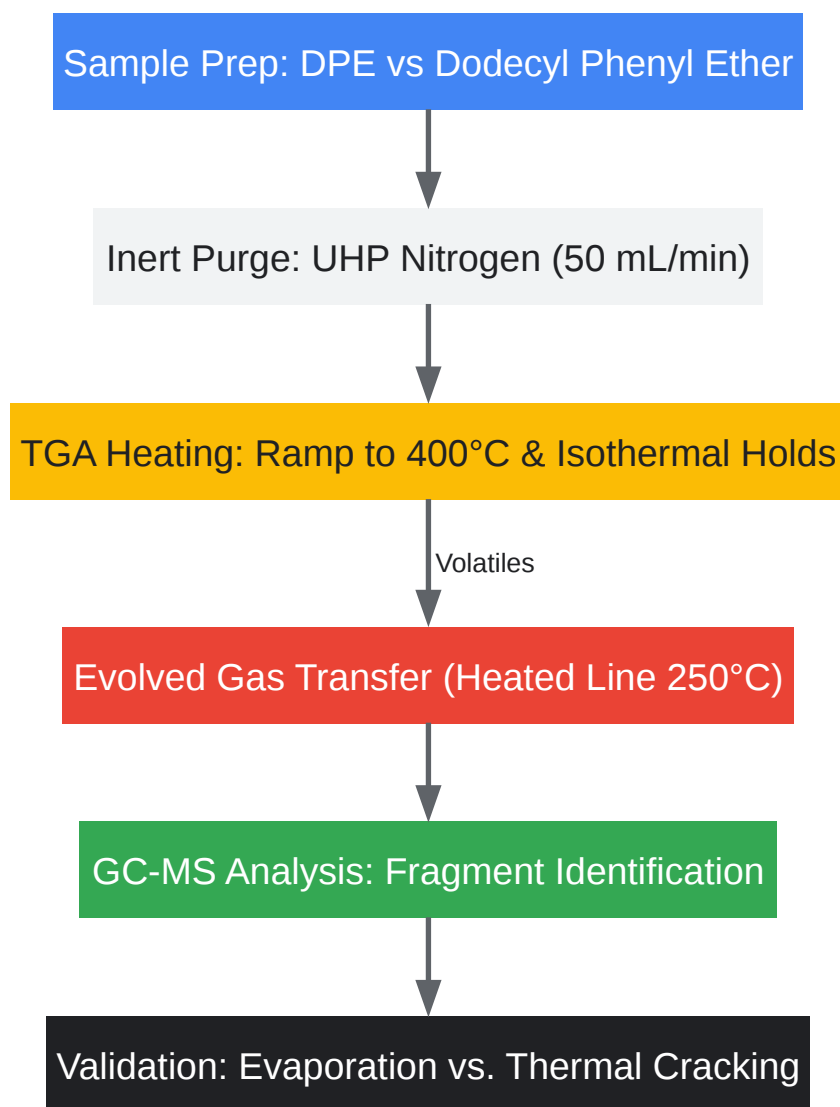 Sample Prep: DPE vs Dodecyl Phenyl Ether
Inert Purge: UHP Nitrogen (50 mL/min)
TGA Heating: Ramp to 400°C & Isothermal Holds
Volatiles
Evolved Gas Transfer (Heated Line 250°C)
GC-MS Analysis: Fragment Identification
Validation: Evaporation vs. Thermal Cracking